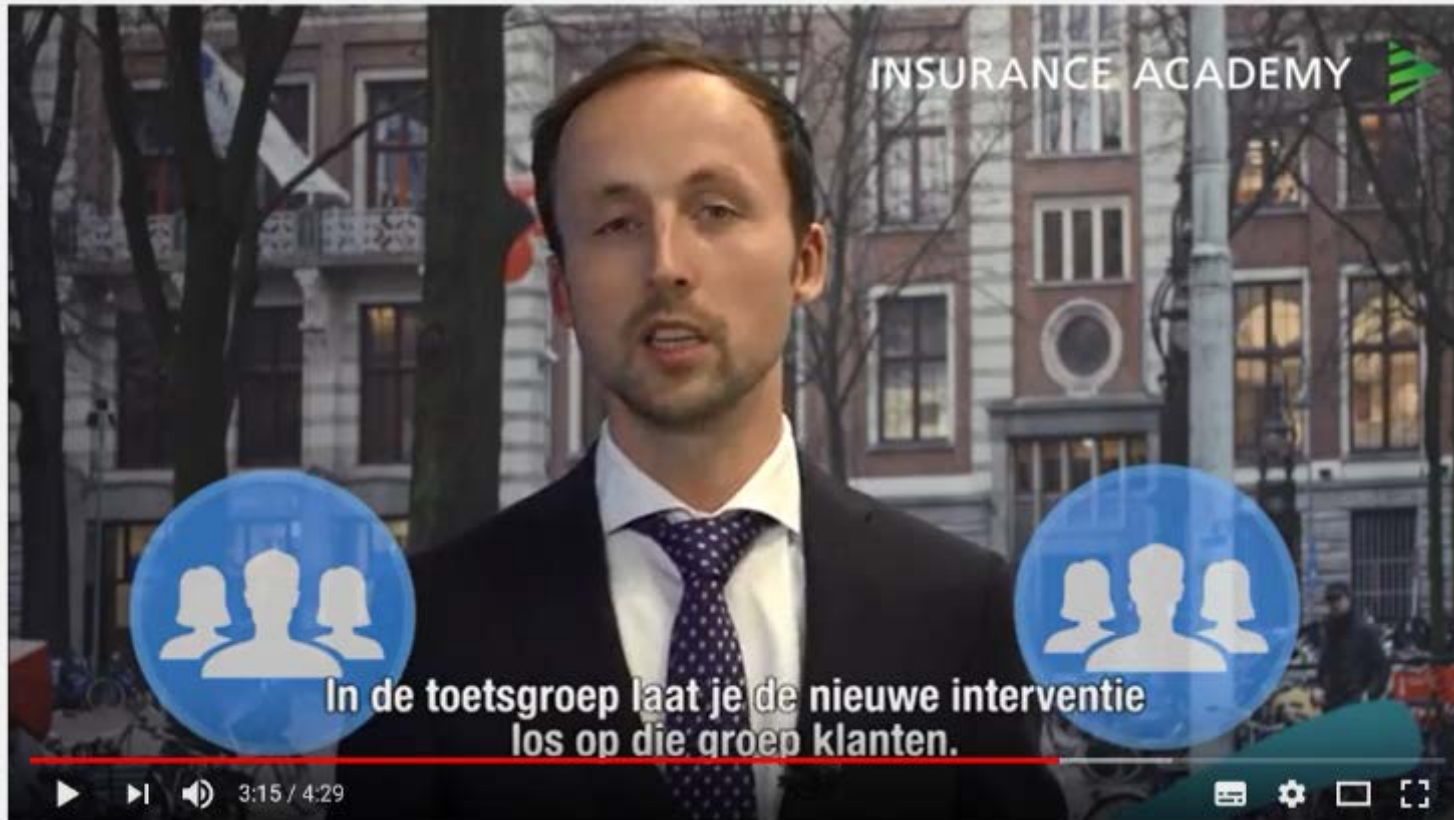 INSURANCE ACADEMY
In de toetsgroep laat je de nieuwe interventie
los op die groep klanten.
3:15 / 4:29